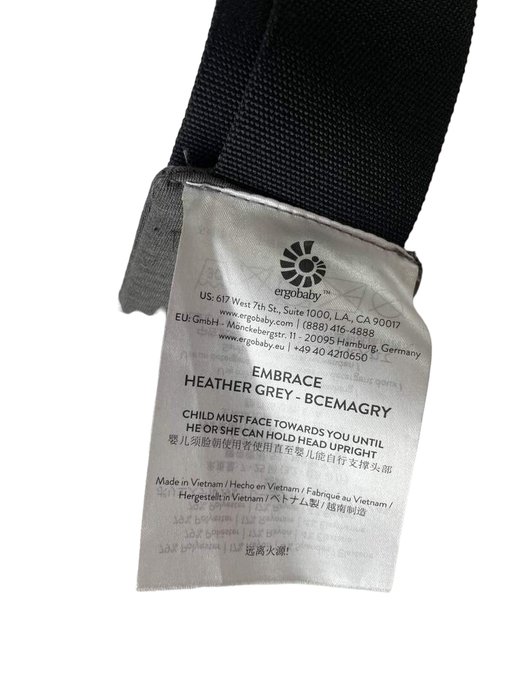 ergobaby™
US: 617 West 7th St., Suite 1000, L.A., CA 90017
www.ergobaby.com | (888) 416-4888
EU: GmbH - Mönckebergstr. 11 - 20095 Hamburg, Germany
www.ergobaby.eu | +49 40 4210650
EMBRACE
HEATHER GREY - BCEMAGRY
CHILD MUST FACE TOWARDS YOU UNTIL
HE OR SHE CAN HOLD HEAD UPRIGHT
婴儿须脸朝使用者使用直至婴儿能自行支撑头部
Made in Vietnam / Hecho en Vietnam / Fabriqué au Vietnam /
Hergestellt in Vietnam / ベトナム製 / 越南制造
远离火源!